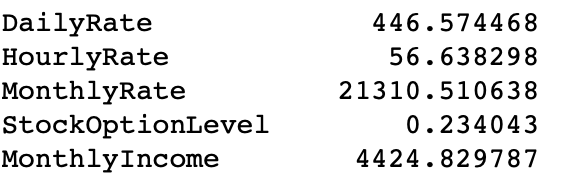 DailyRate 446.574468
HourlyRate 56.638298
MonthlyRate 21310.510638
StockOptionLevel 0.234043
MonthlyIncome 4424.829787